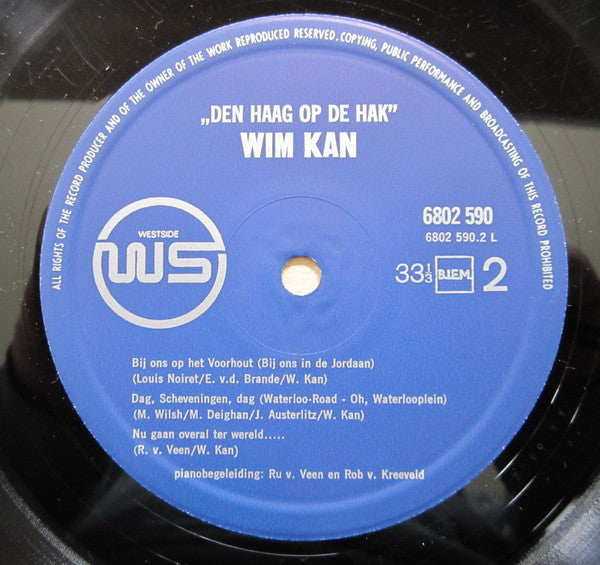 ALL RIGHTS OF THE RECORD PRODUCER AND OF THE OWNER OF THE WORK REPRODUCED RESERVED. COPYING, PUBLIC PERFORMANCE AND BROADCASTING OF THIS RECORD PROHIBITED
„DEN HAAG OP DE HAK”
WIM KAN
6802 590
6802 590.2 L
WESTSIDE
WS
33⅓ B.I.E.M. 2
Bij ons op het Voorhout (Bij ons in de Jordaan)
(Louis Noiret/E. v.d. Brande/W. Kan)
Dag, Scheveningen, dag (Waterloo-Road - Oh, Waterlooplein)
(M. Wilsh/M. Deighan/J. Austerlitz/W. Kan)
Nu gaan overal ter wereld.....
(R. v. Veen/W. Kan)
pianobegeleiding: Ru v. Veen en Rob v. Kreeveld